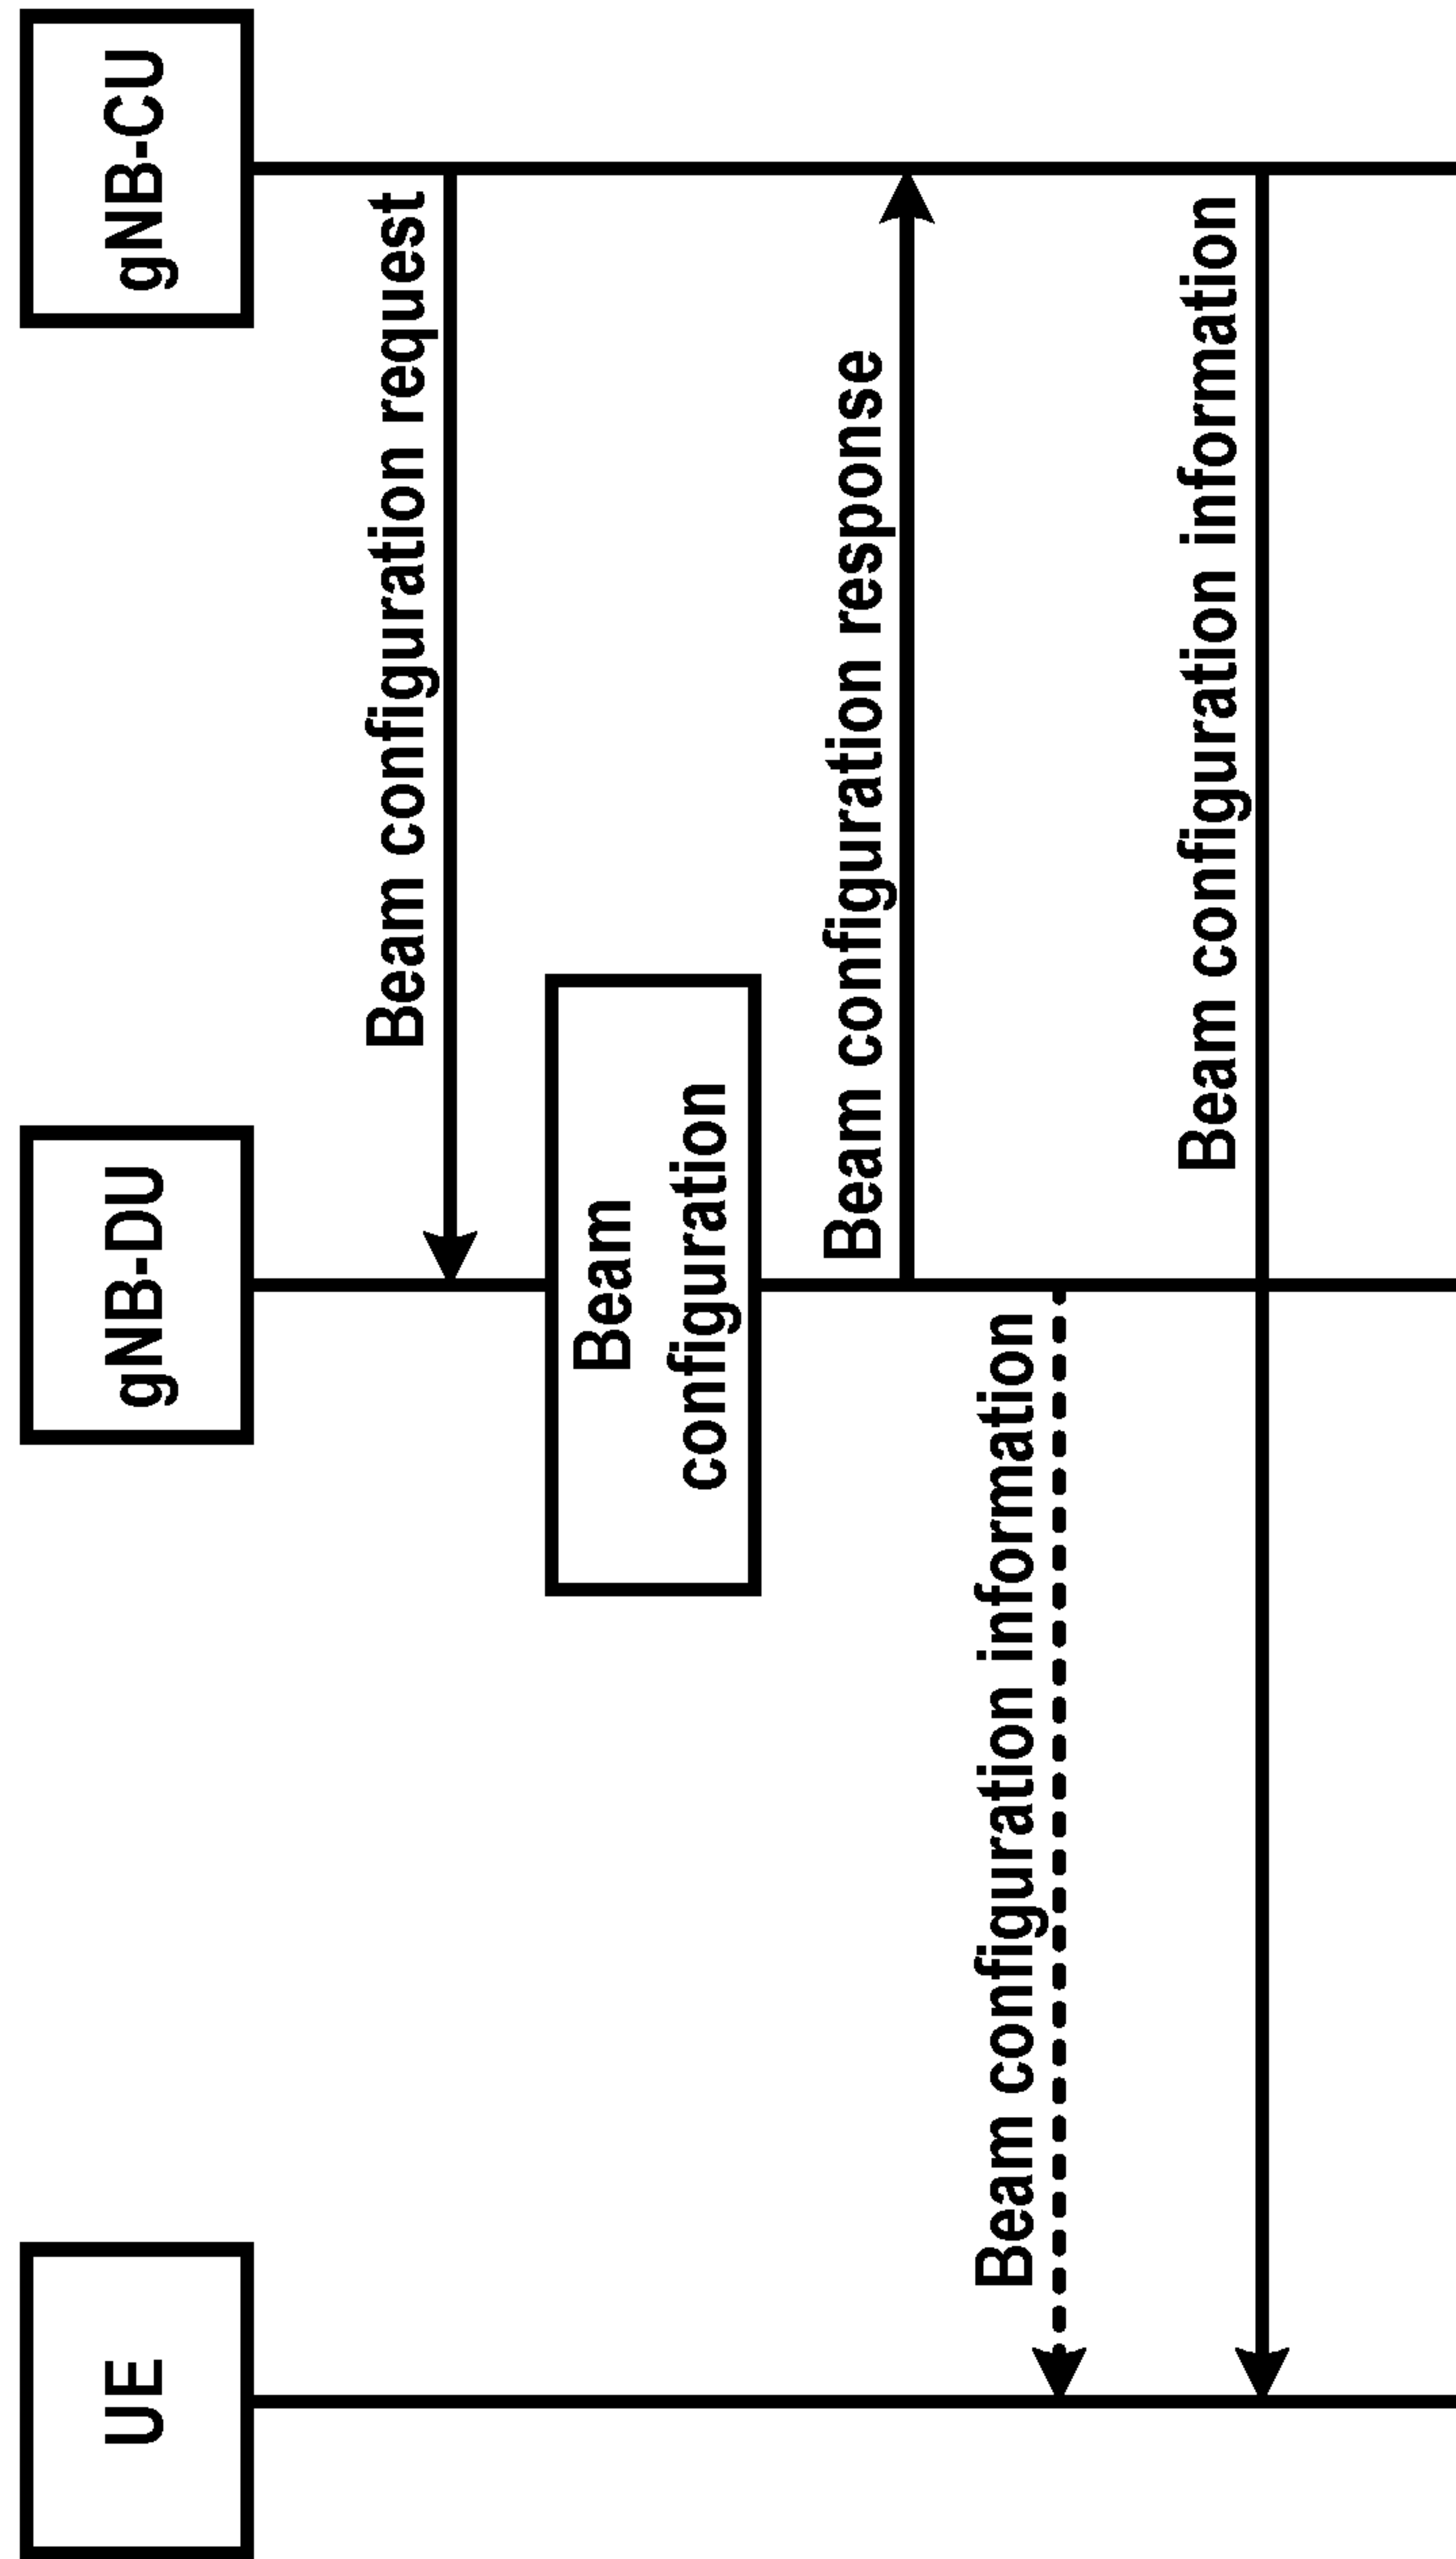 UE
gNB-DU
gNB-CU
Beam configuration request
Beam
configuration
Beam configuration response
Beam configuration information
Beam configuration information